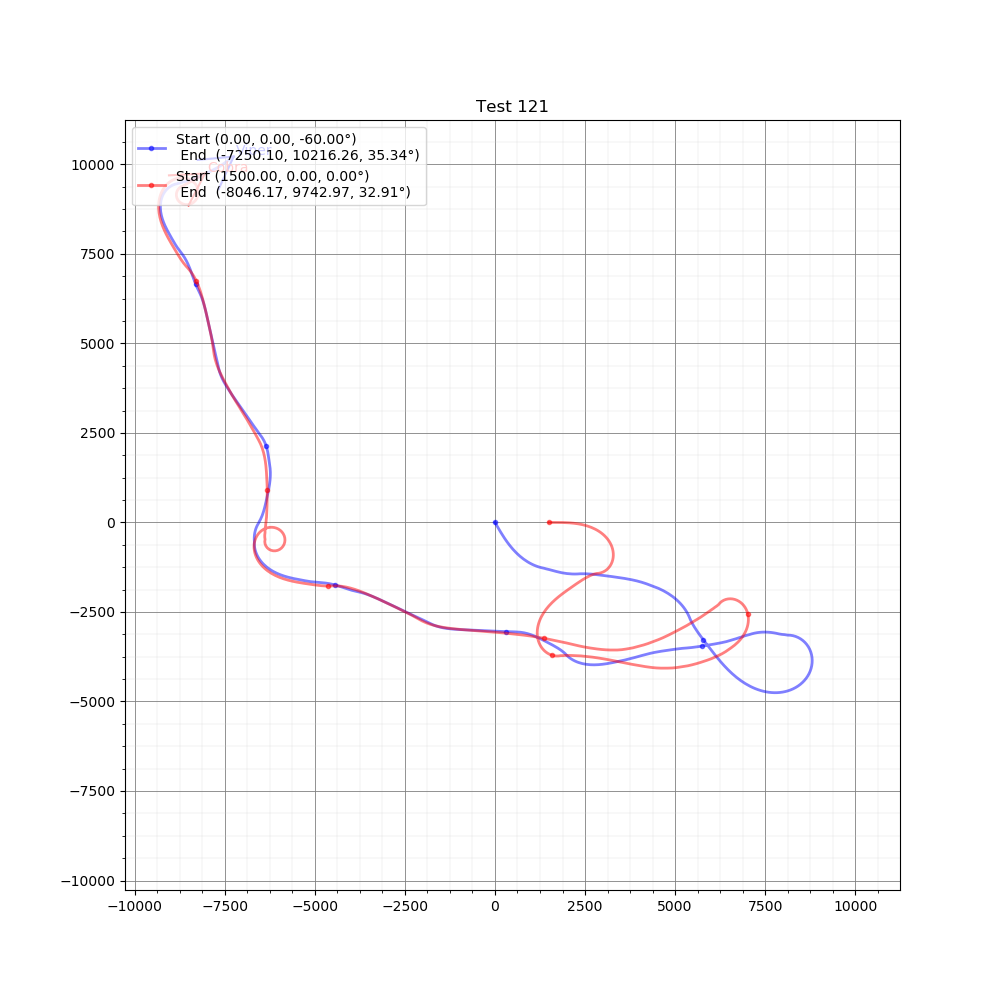 Test 121
Start (0.00, 0.00, -60.00°)
End  (-7250.10, 10216.26, 35.34°)
Start (1500.00, 0.00, 0.00°)
End  (-8046.17, 9742.97, 32.91°)
10000
7500
5000
2500
0
−2500
−5000
−7500
−10000
−10000 −7500 −5000 −2500 0 2500 5000 7500 10000